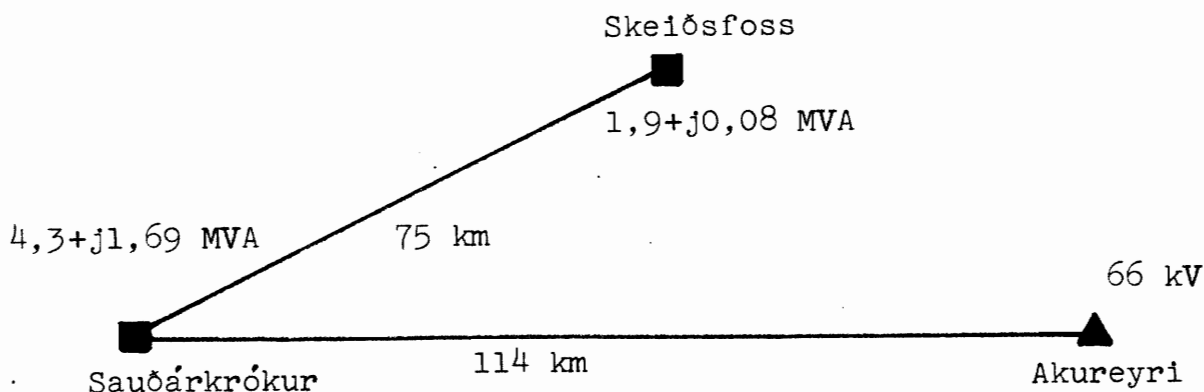 Skeiðsfoss
1,9+j0,08 MVA
4,3+j1,69 MVA
75 km
66 kV
114 km
Sauðárkrókur
Akureyri